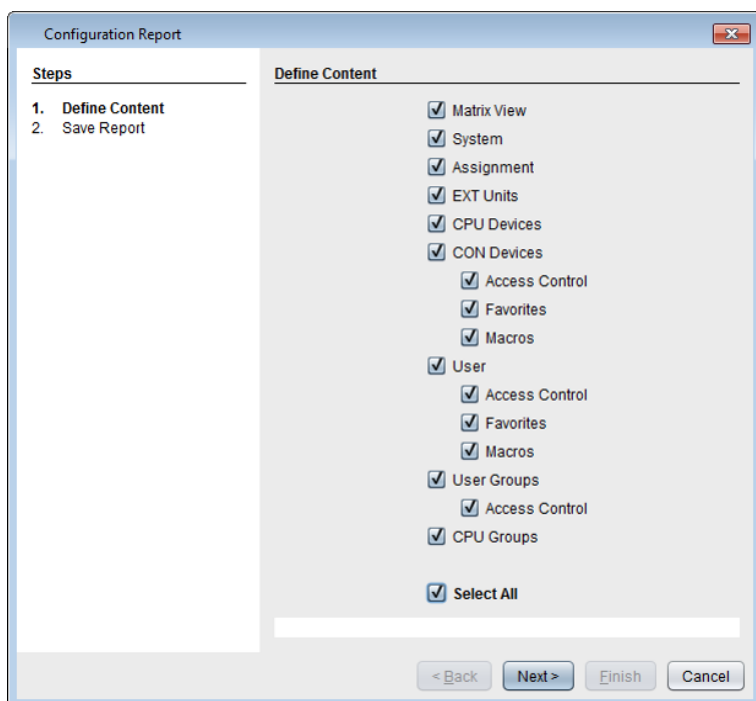 Configuration Report
Steps
1. Define Content
2. Save Report
Define Content
Matrix View
System
Assignment
EXT Units
CPU Devices
CON Devices
Access Control
Favorites
Macros
User
Access Control
Favorites
Macros
User Groups
Access Control
CPU Groups
Select All
< Back
Next >
Finish
Cancel